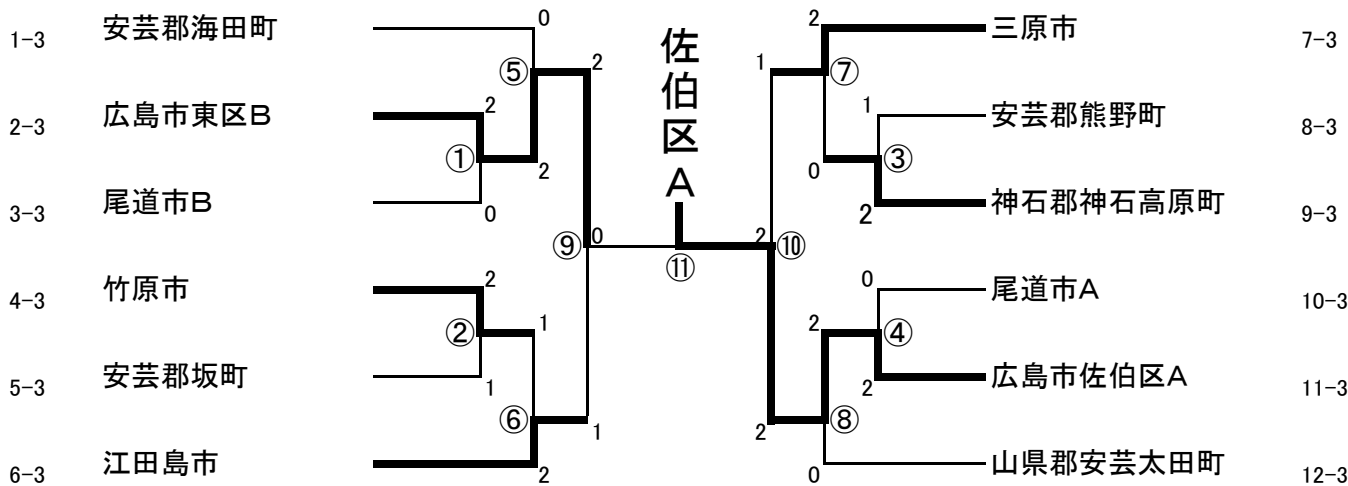 1-3 安芸郡海田町
0
⑤ 2
2-3 広島市東区B
2
① 2
3-3 尾道市B
0
⑨ 0
4-3 竹原市
2
② 1
5-3 安芸郡坂町
1
⑥ 1
6-3 江田島市
2
佐伯区A
⑪
2 三原市 7-3
1 ⑦
1 安芸郡熊野町 8-3
0 ③
2 神石郡神石高原町 9-3
2 ⑩
0 尾道市A 10-3
2 ④
2 広島市佐伯区A 11-3
2 ⑧
0 山県郡安芸太田町 12-3